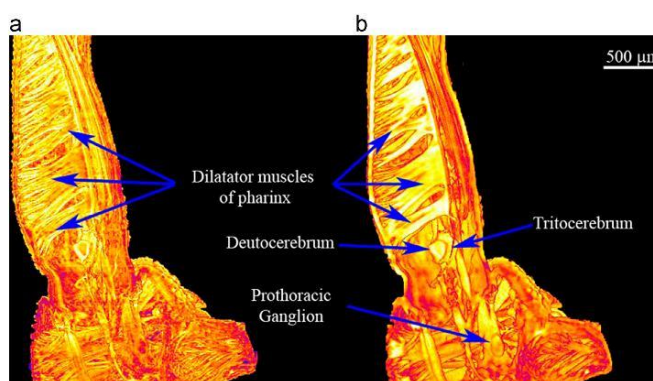 a
b
500 μm
Dilatator muscles
of pharinx
Deutocerebrum
Tritocerebrum
Prothoracic
Ganglion